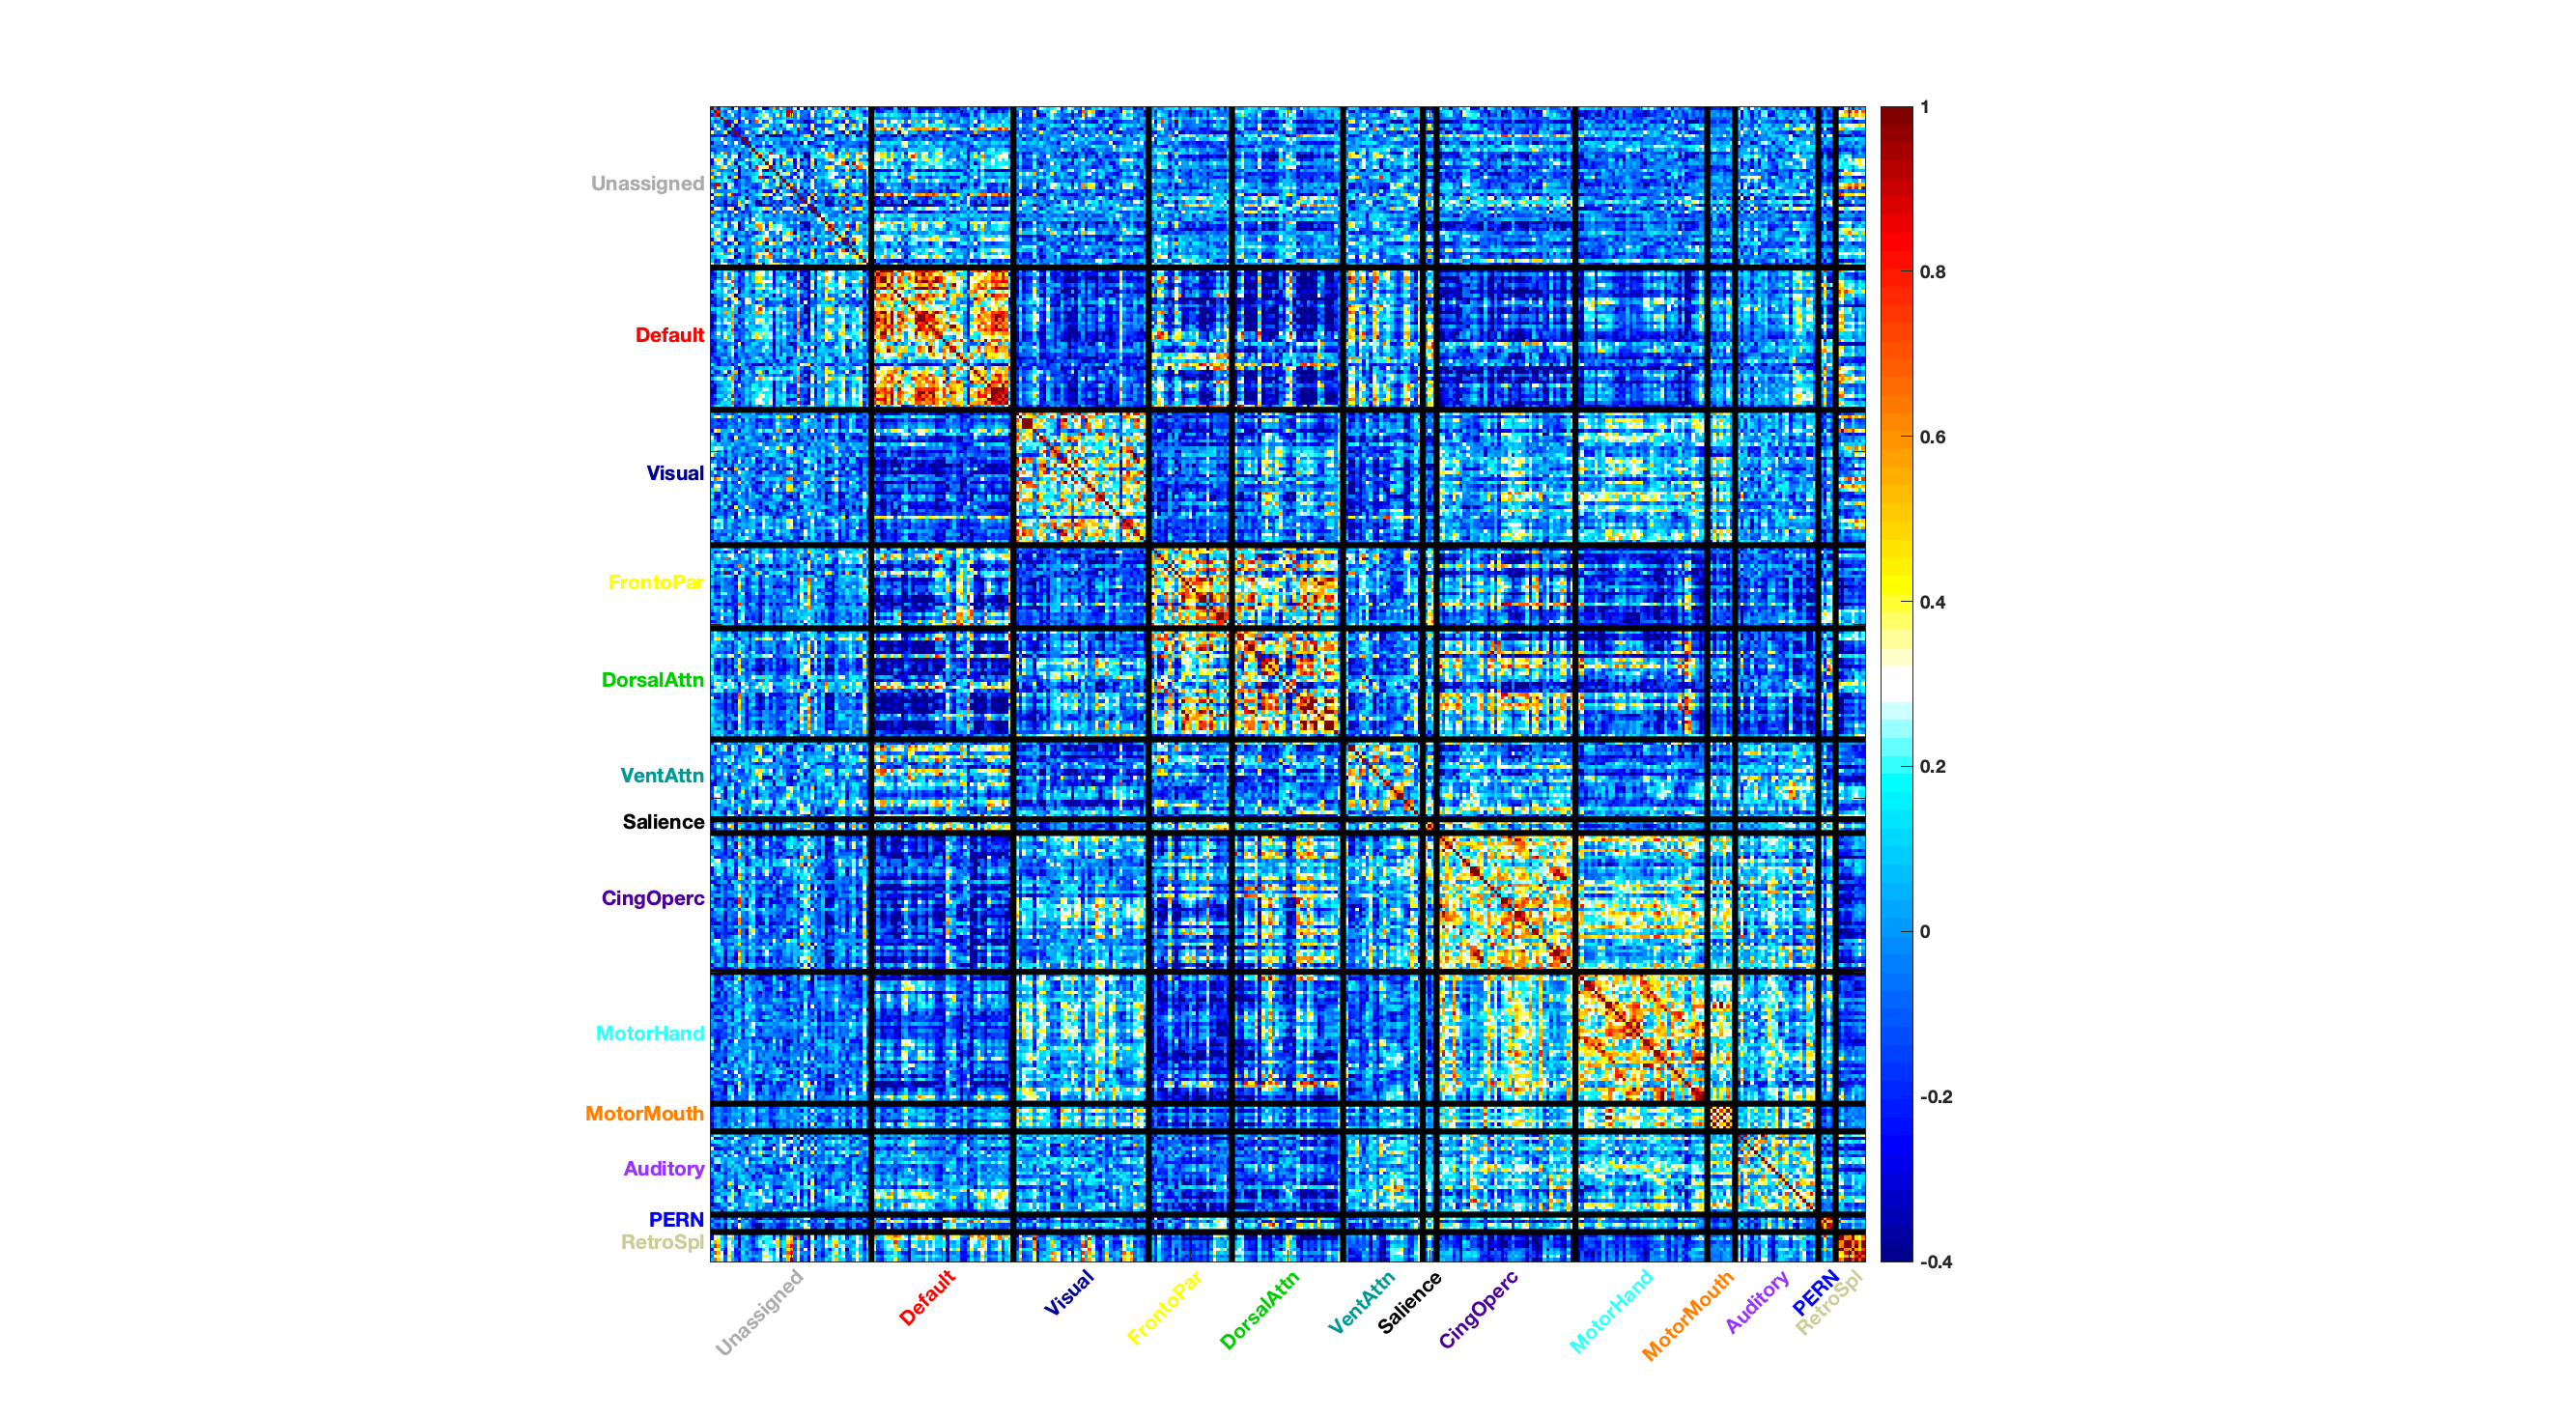 Unassigned
Default
Visual
FrontoPar
DorsalAttn
VentAttn
Salience
CingOperc
MotorHand
MotorMouth
Auditory
PERN
RetroSpl
Unassigned
Default
Visual
FrontoPar
DorsalAttn
VentAttn
Salience
CingOperc
MotorHand
MotorMouth
Auditory
PERN
RetroSpl
1
0.8
0.6
0.4
0.2
0
-0.2
-0.4